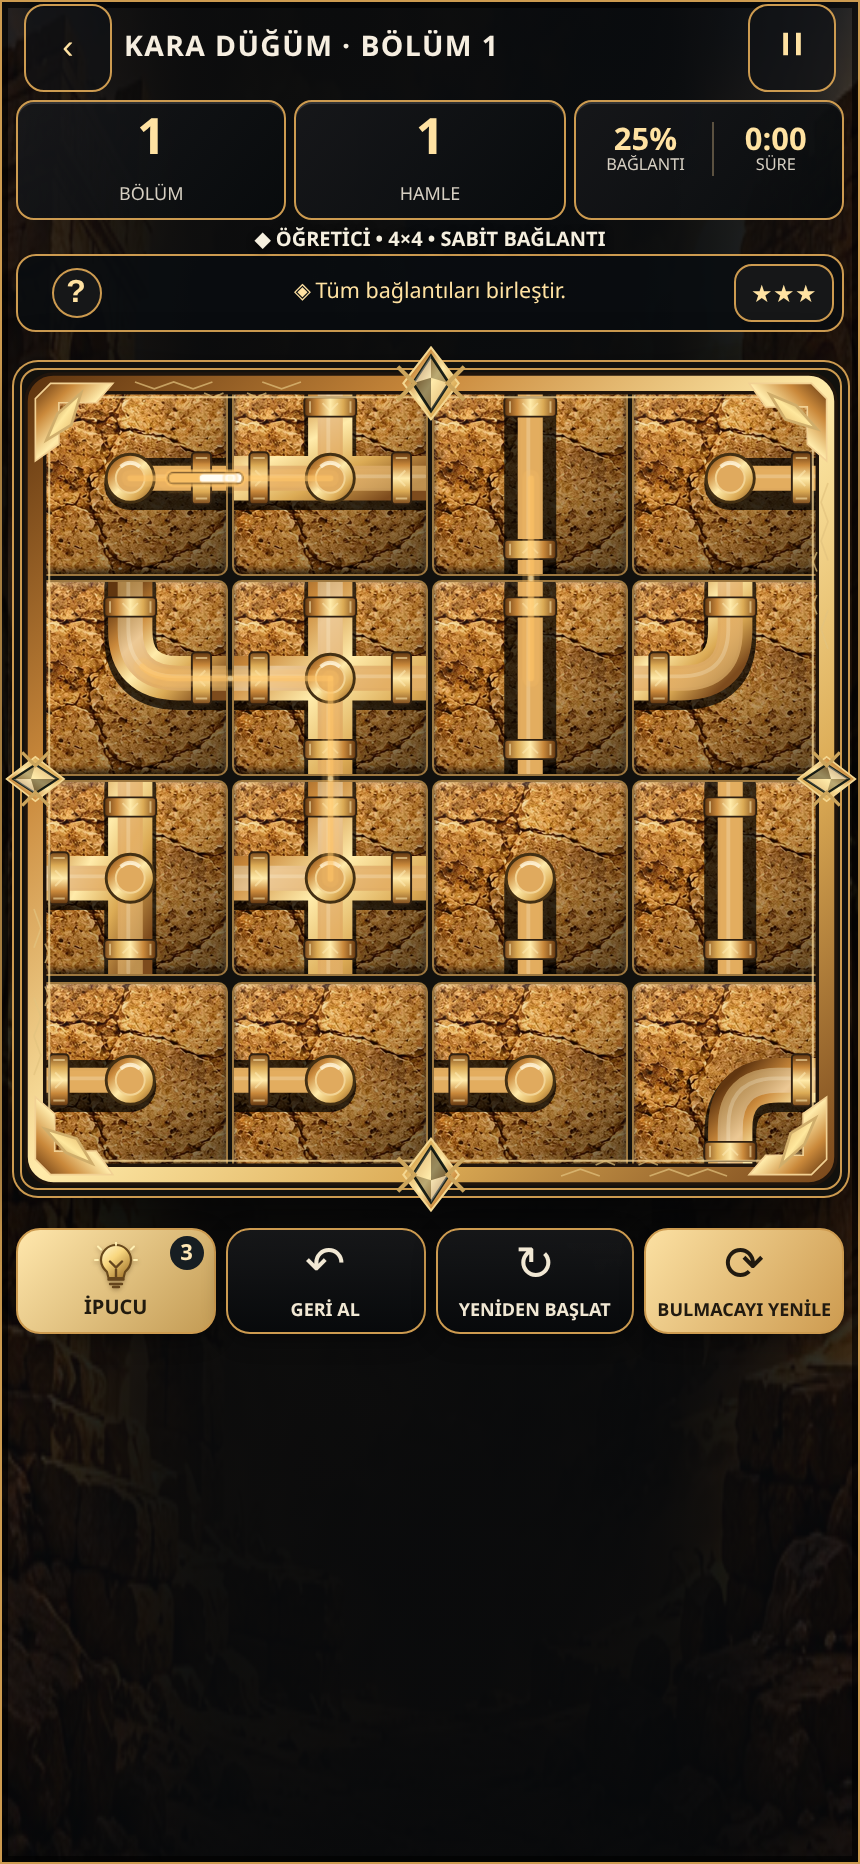 KARA DÜĞÜM · BÖLÜM 1
1
BÖLÜM
1
HAMLE
25%
BAĞLANTI
0:00
SÜRE
◆ ÖĞRETİCİ • 4×4 • SABİT BAĞLANTI
?
◈ Tüm bağlantıları birleştir.
★★★
3
İPUCU
GERİ AL
YENİDEN BAŞLAT
BULMACAYI YENİLE